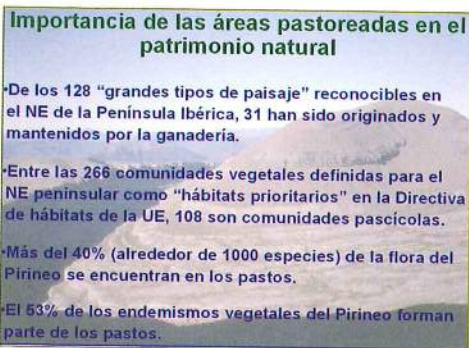 Importancia de las áreas pastoreadas en el
patrimonio natural
•De los 128 “grandes tipos de paisaje” reconocibles en
el NE de la Península Ibérica, 31 han sido originados y
mantenidos por la ganadería.
•Entre las 266 comunidades vegetales definidas para el
NE peninsular como “hábitats prioritarios” en la Directiva
de hábitats de la UE, 108 son comunidades pascícolas.
•Más del 40% (alrededor de 1000 especies) de la flora del
Pirineo se encuentran en los pastos.
•El 53% de los endemismos vegetales del Pirineo forman
parte de los pastos.